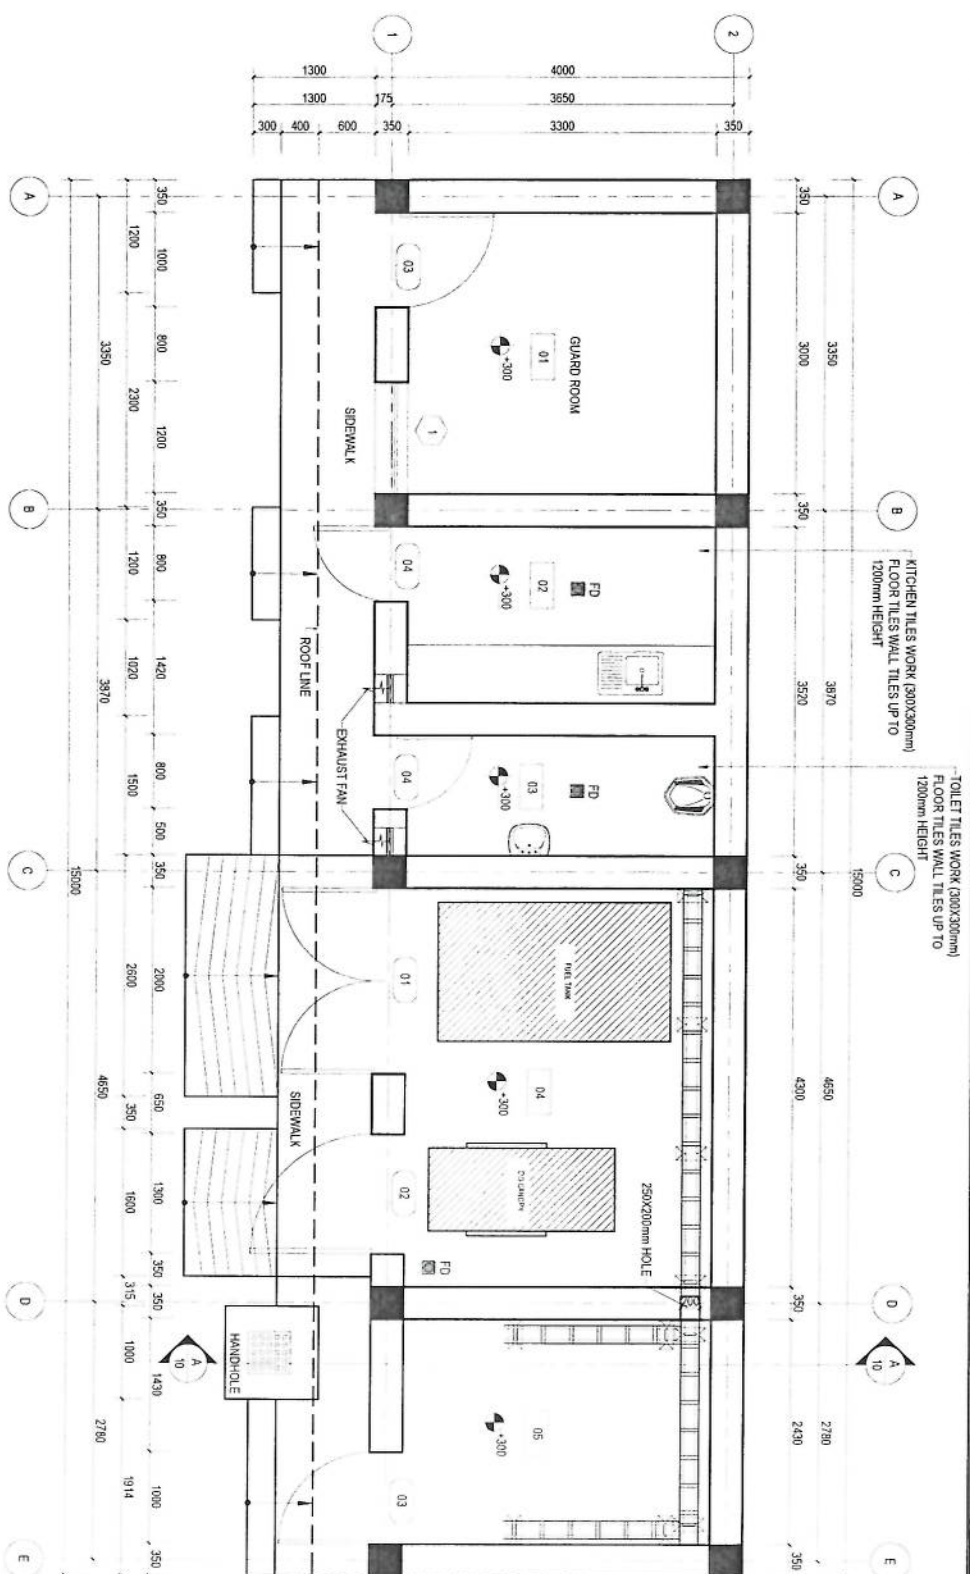 1
2
1300
4000
1300
175
3650
300
400
600
350
3300
350
A
A
15000
15000
350
350
1200
1000
3350
3350
3000
800
2300
1200
03
01
GUARD ROOM
+300
1
SIDEWALK
B
B
350
350
KITCHEN TILES WORK (300X300mm)
FLOOR TILES WALL TILES UP TO
1200mm HEIGHT
800
1200
04
02
FD
+300
3870
3870
3520
1420
1020
ROOF LINE
EXHAUST FAN
TOILET TILES WORK (300X300mm)
FLOOR TILES WALL TILES UP TO
1200mm HEIGHT
800
1500
500
04
03
FD
+300
C
C
350
350
15000
15000
2000
2600
01
FUEL TANK
4650
4650
4300
650
350
SIDEWALK
04
+300
1300
1600
02
DG CANOPY
250X200mm HOLE
FD
350
315
D
D
350
350
A
10
A
10
HANDHOLE
1000
1430
2780
2780
2430
05
+300
1914
1000
03
E
E
350
350